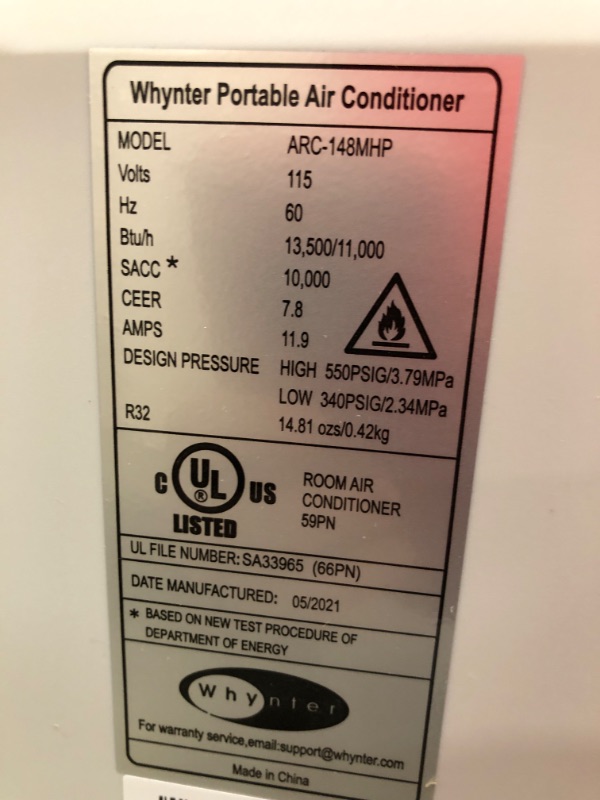 Whynter Portable Air Conditioner
MODEL ARC-148MHP
Volts 115
Hz 60
Btu/h 13,500/11,000
SACC * 10,000
CEER 7.8
AMPS 11.9
DESIGN PRESSURE HIGH 550PSIG/3.79MPa
LOW 340PSIG/2.34MPa
R32 14.81 ozs/0.42kg
C UL ® US
LISTED
ROOM AIR
CONDITIONER
59PN
UL FILE NUMBER: SA33965 (66PN)
DATE MANUFACTURED: 05/2021
* BASED ON NEW TEST PROCEDURE OF
DEPARTMENT OF ENERGY
Whynter
For warranty service,email:support@whynter.com
Made in China